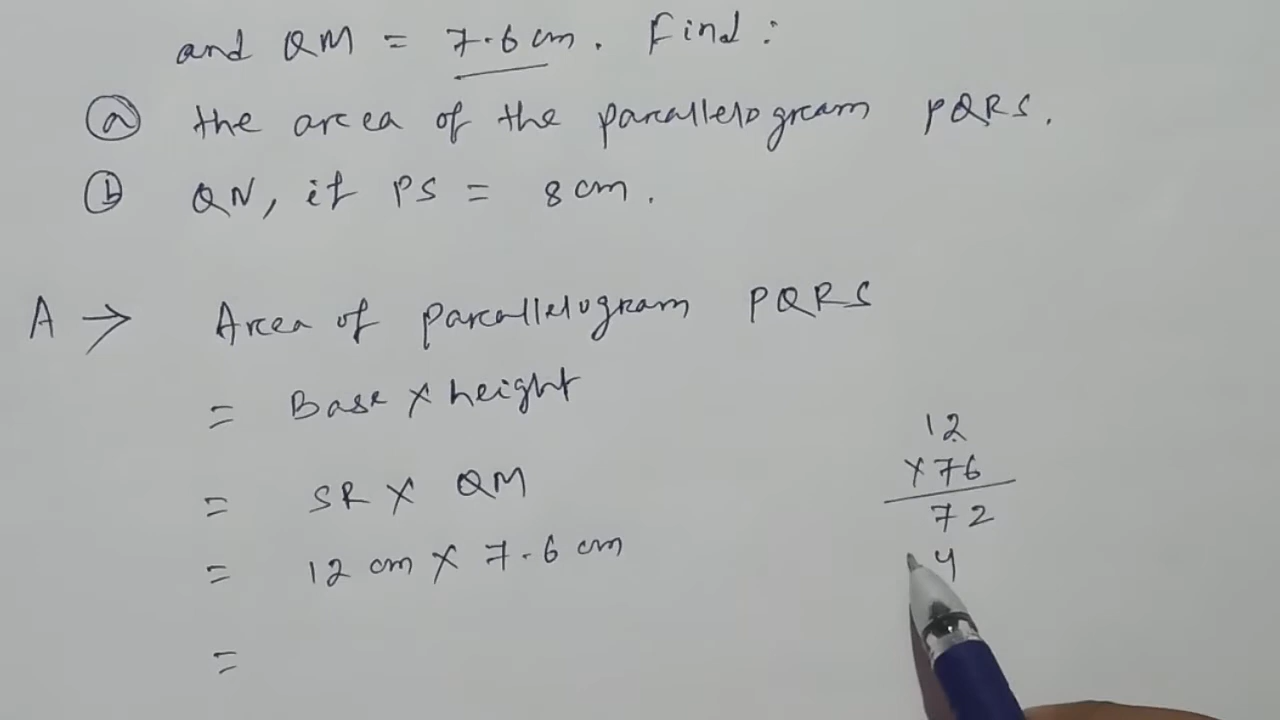 and QM = 7.6 cm. Find :
(a) the area of the parallelogram PQRS.
(b) QN, if PS = 8 cm.
A → Area of parallelogram PQRS
= Base × height
= SR × QM
= 12 cm × 7.6 cm
=
12
×76
72
4